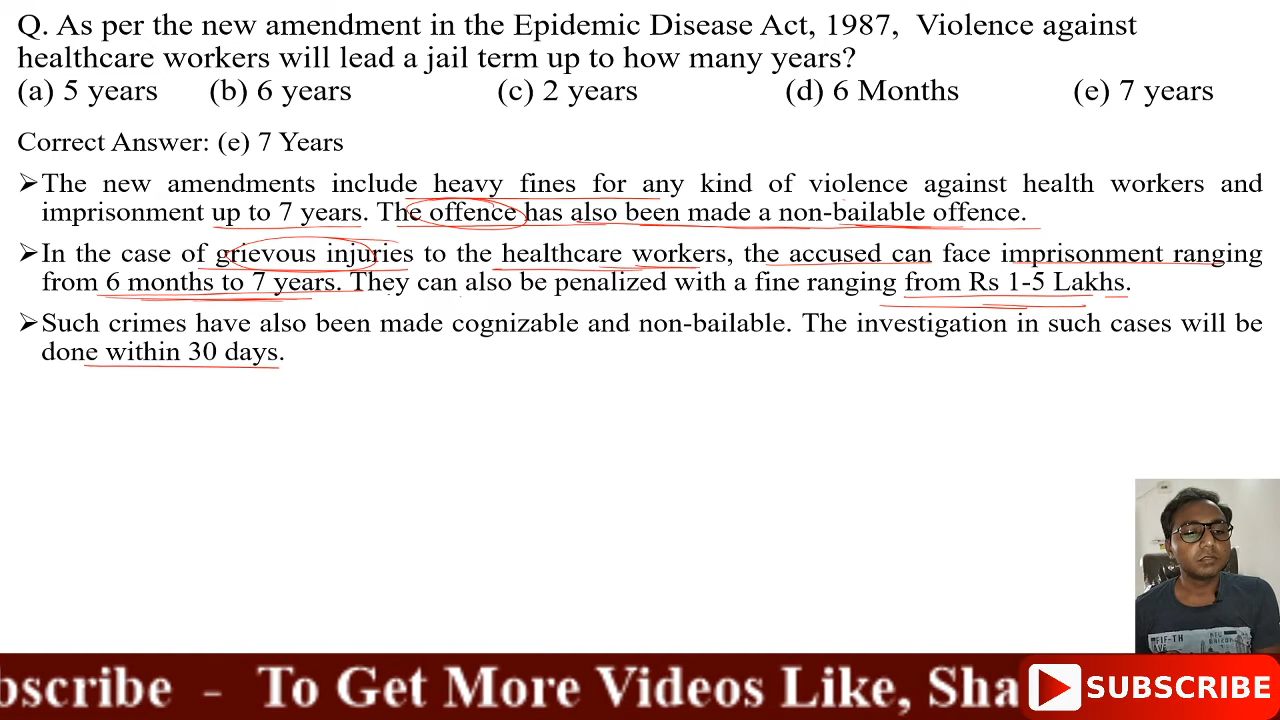 Q. As per the new amendment in the Epidemic Disease Act, 1987, Violence against
healthcare workers will lead a jail term up to how many years?
(a) 5 years (b) 6 years (c) 2 years (d) 6 Months (e) 7 years
Correct Answer: (e) 7 Years
➢The new amendments include heavy fines for any kind of violence against health workers and
imprisonment up to 7 years. The offence has also been made a non-bailable offence.
➢In the case of grievous injuries to the healthcare workers, the accused can face imprisonment ranging
from 6 months to 7 years. They can also be penalized with a fine ranging from Rs 1-5 Lakhs.
➢Such crimes have also been made cognizable and non-bailable. The investigation in such cases will be
done within 30 days.
bscribe - To Get More Videos Like, Sha
SUBSCRIBE